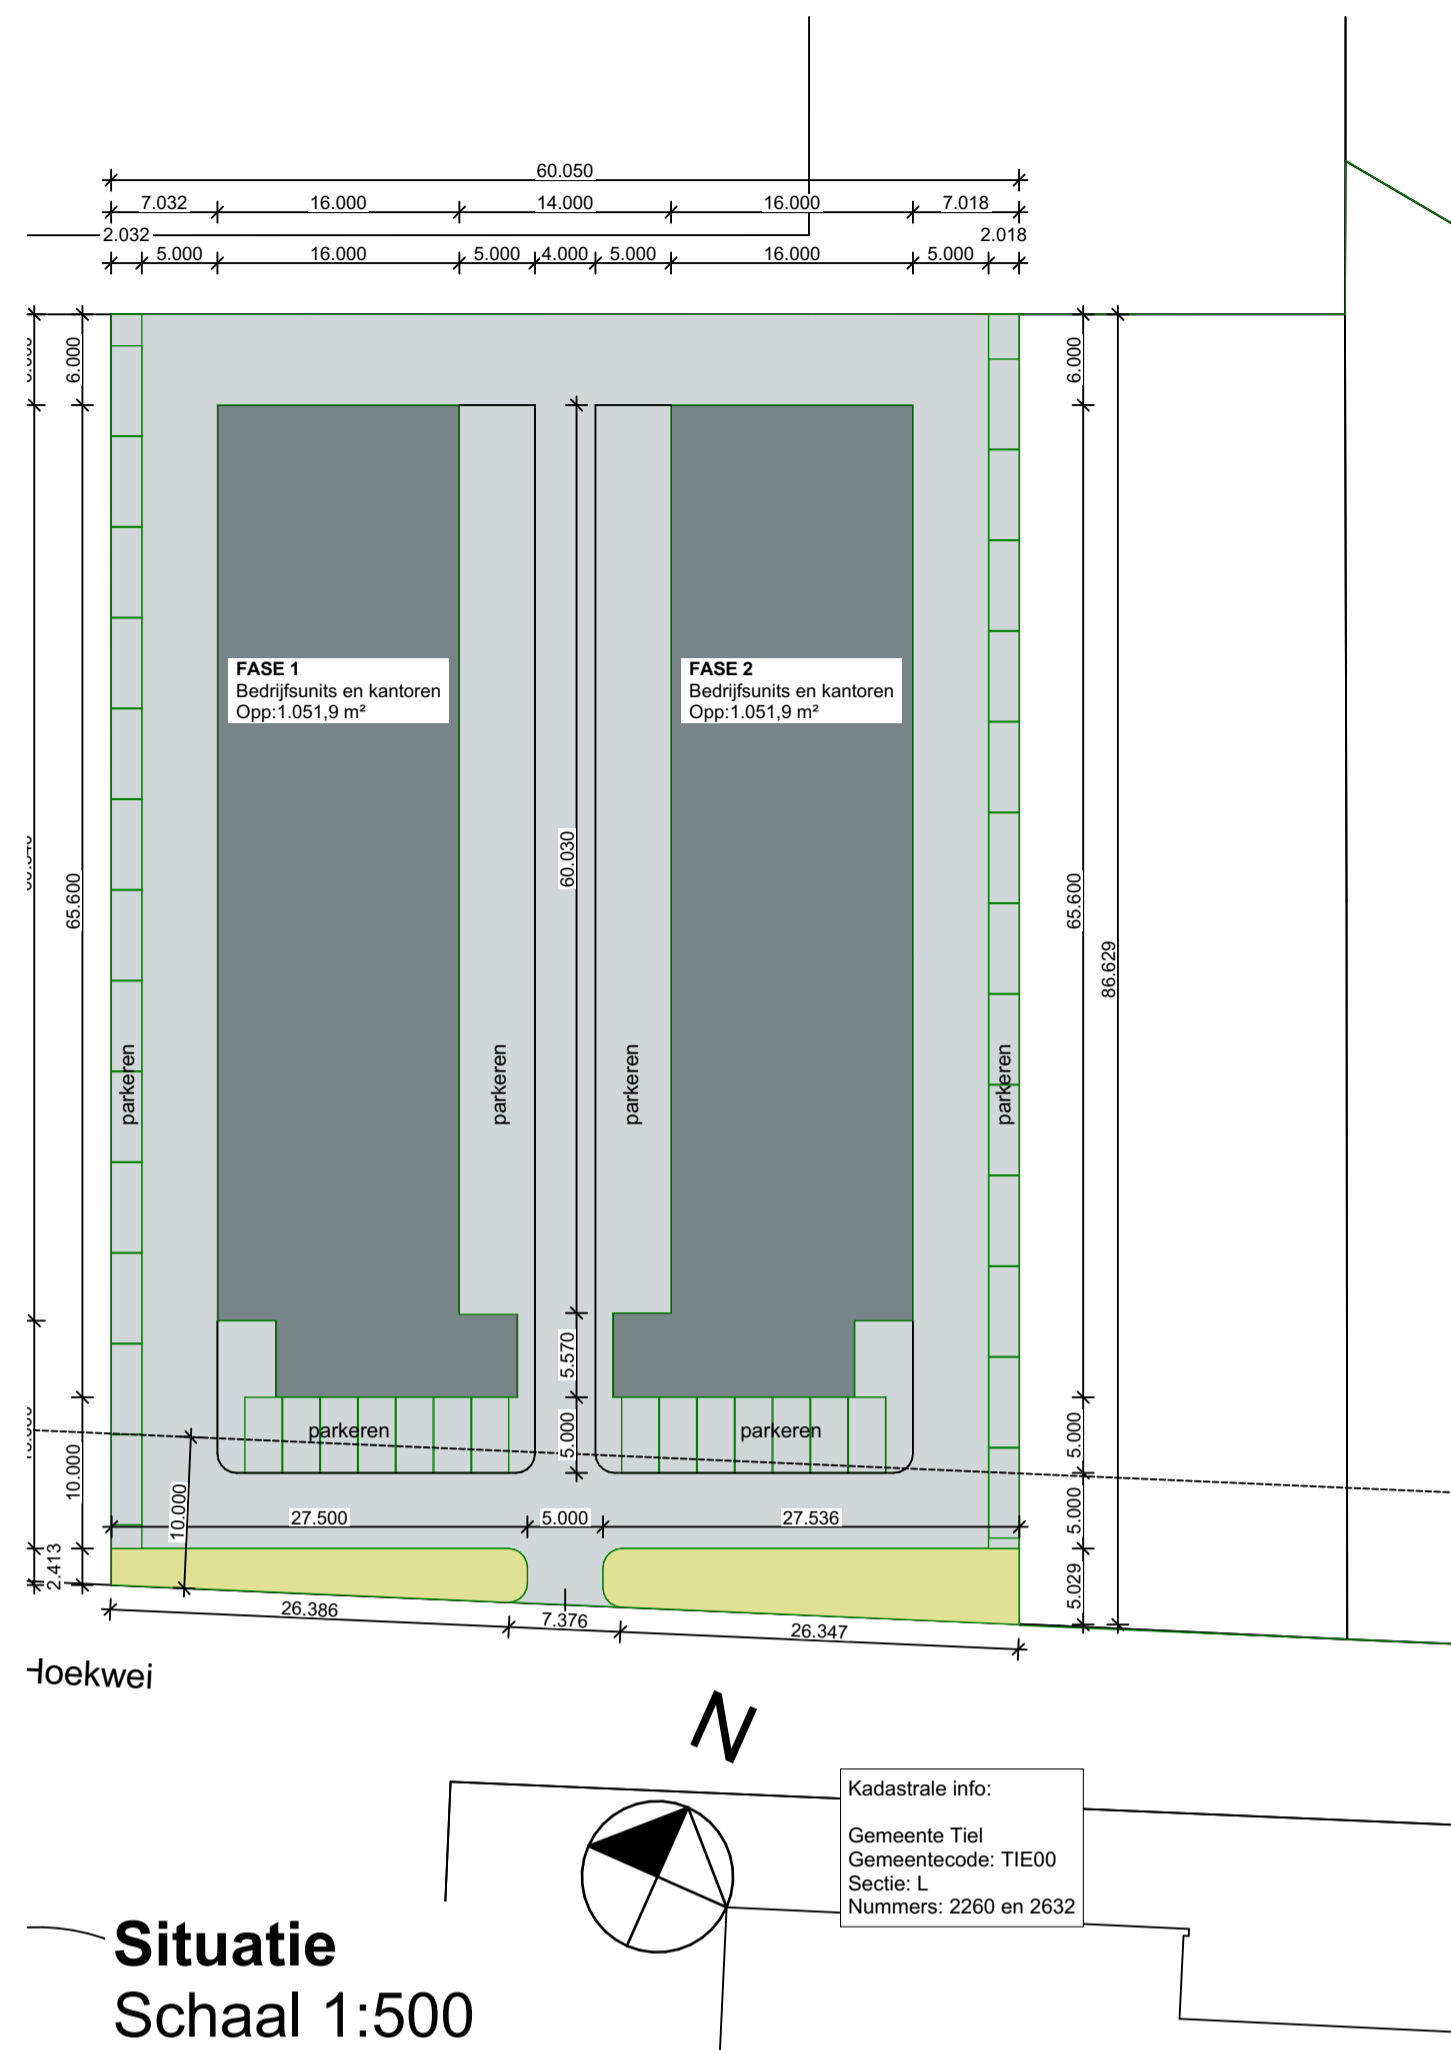 60.050
7.032 16.000 14.000 16.000 7.018
2.032 2.018
5.000 16.000 5.000 4.000 5.000 16.000 5.000
6.000 6.000
FASE 1
Bedrijfsunits en kantoren
Opp:1.051,9 m²
FASE 2
Bedrijfsunits en kantoren
Opp:1.051,9 m²
60.030
65.600
65.600
86.629
parkeren
parkeren
parkeren
parkeren
5.570
parkeren
parkeren
5.000
5.000
10.000
10.000
5.000
27.500 5.000 27.536
2.413
5.029
26.386 7.376 26.347
Hoekwei
N
Kadastrale info:
Gemeente Tiel
Gemeentecode: TIE00
Sectie: L
Nummers: 2260 en 2632
Situatie
Schaal 1:500